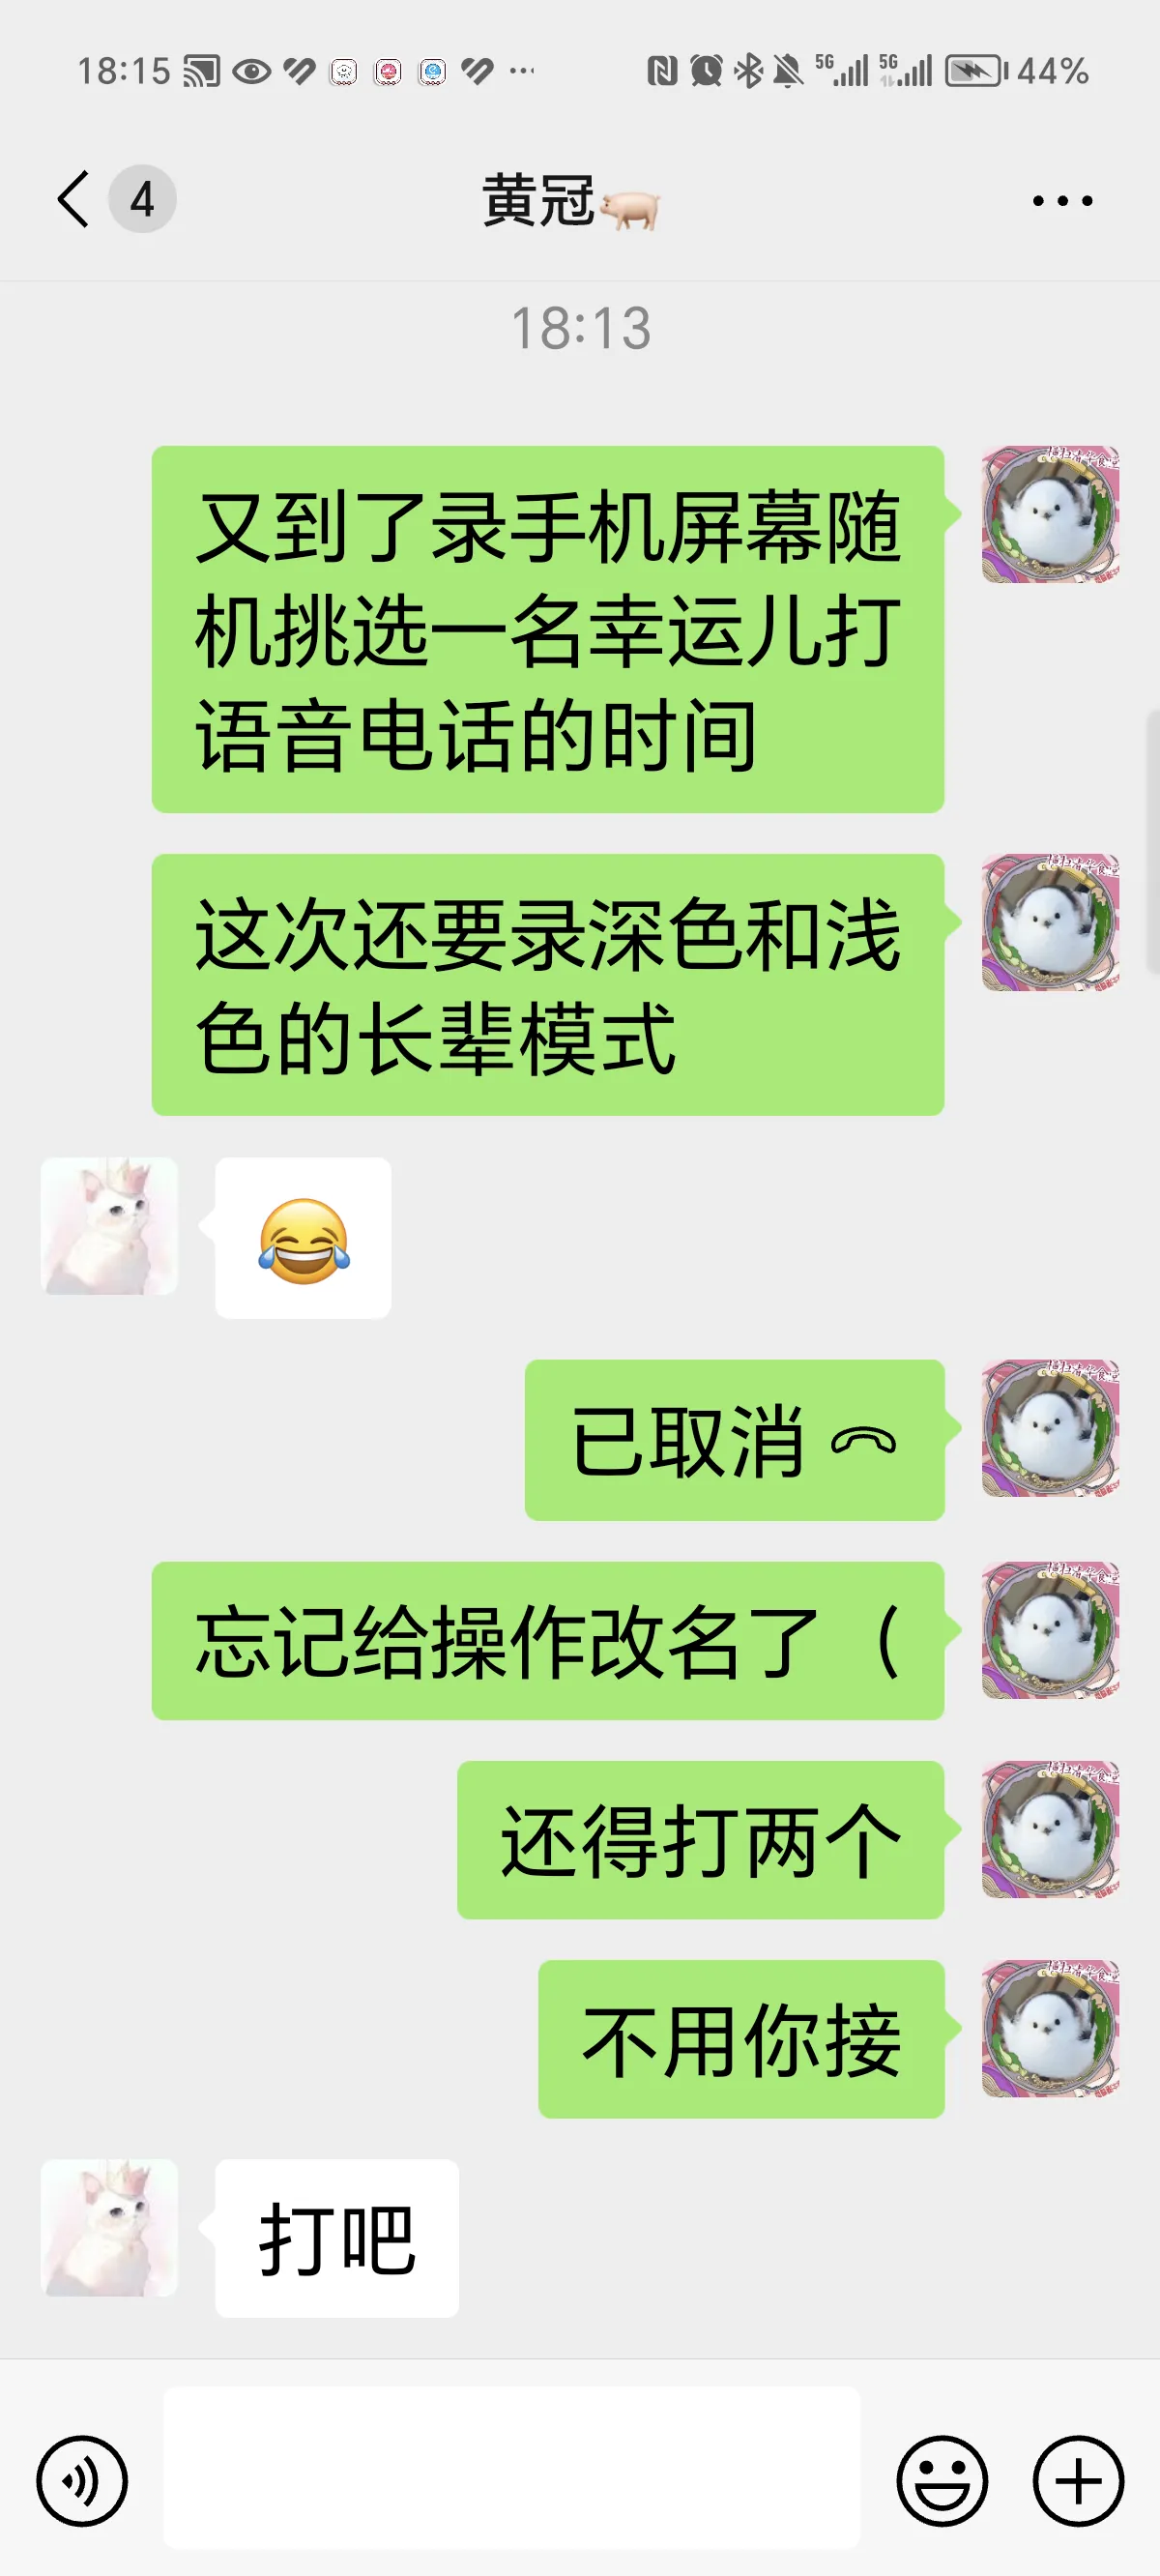 18:15
5G
5G
44%
4
黄冠
18:13
又到了录手机屏幕随
机挑选一名幸运儿打
语音电话的时间
这次还要录深色和浅
色的长辈模式
已取消
忘记给操作改名了（
还得打两个
不用你接
打吧